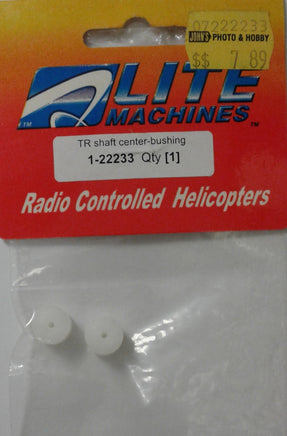 07222233
JOHN'S PHOTO & HOBBY
$$ 7.89
LITE
MACHINES™
™
TR shaft center-bushing
1-22233 Qty [1]
Radio Controlled Helicopters